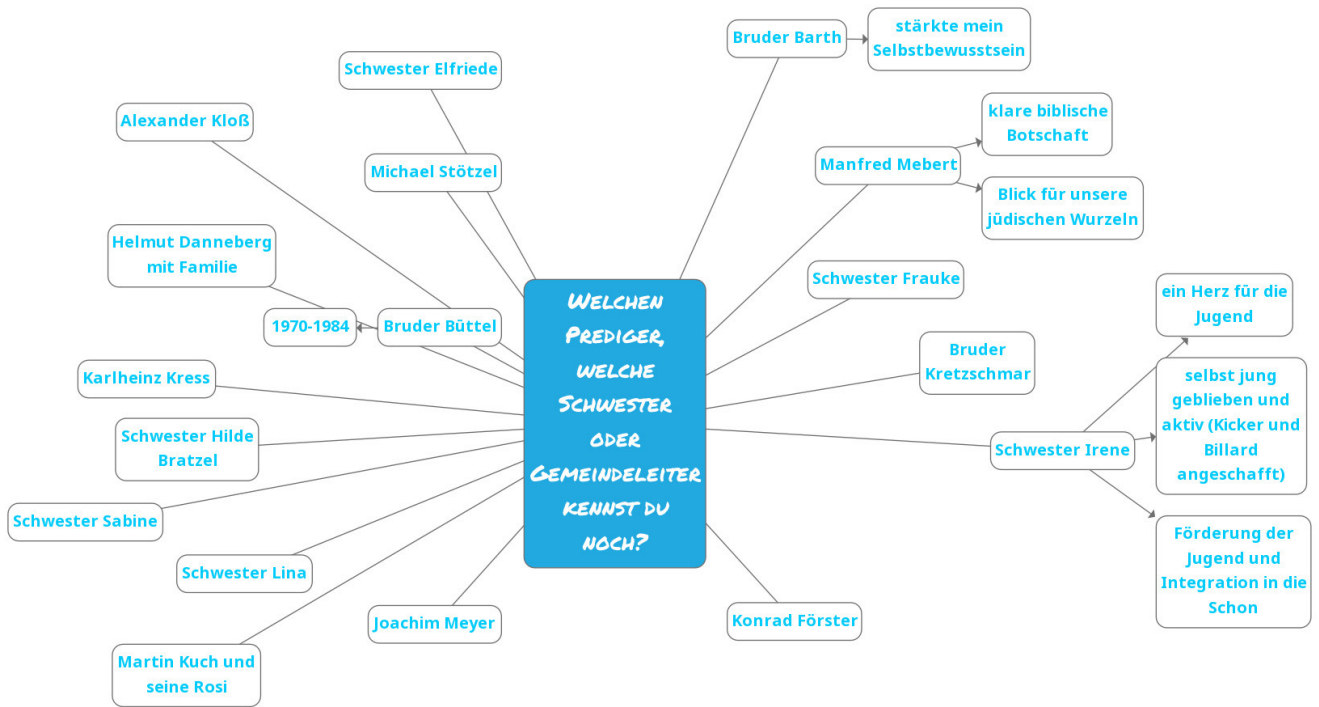 Bruder Barth
stärkte mein
Selbstbewusstsein
Schwester Elfriede
Alexander Kloß
klare biblische
Botschaft
Michael Stötzel
Manfred Mebert
Blick für unsere
jüdischen Wurzeln
Helmut Danneberg
mit Familie
Schwester Frauke
1970-1984
Bruder Büttel
Welchen
Prediger,
welche
Schwester
oder
Gemeindeleiter
kennst du
noch?
ein Herz für die
Jugend
Bruder
Kretzschmar
Karlheinz Kress
selbst jung
geblieben und
aktiv (Kicker und
Billard
angeschafft)
Schwester Hilde
Bratzel
Schwester Irene
Schwester Sabine
Förderung der
Jugend und
Integration in die
Schon
Schwester Lina
Joachim Meyer
Konrad Förster
Martin Kuch und
seine Rosi